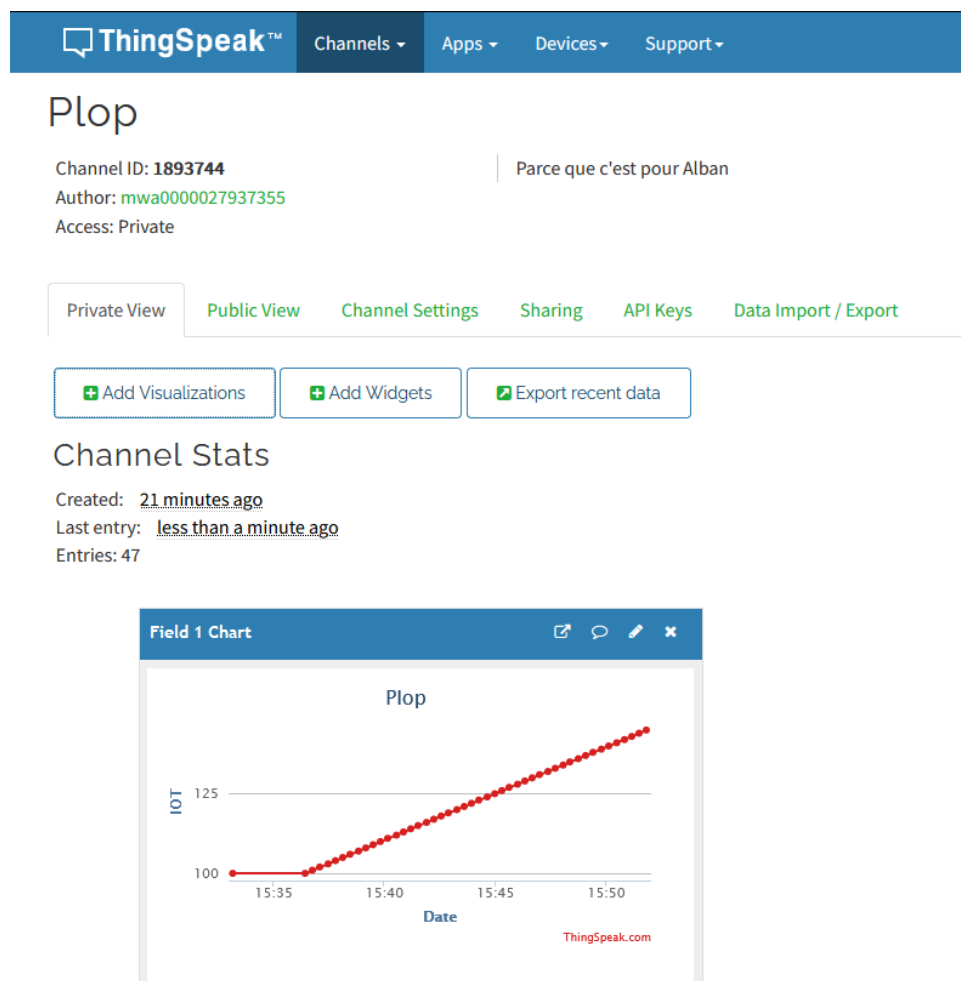 ThingSpeak™ Channels Apps Devices Support
Plop
Channel ID: 1893744
Parce que c'est pour Alban
Author: mwa0000027937355
Access: Private
Private View Public View Channel Settings Sharing API Keys Data Import / Export
Add Visualizations Add Widgets Export recent data
Channel Stats
Created: 21 minutes ago
Last entry: less than a minute ago
Entries: 47
Field 1 Chart
Plop
IOT
125
100
15:35 15:40 15:45 15:50
Date
ThingSpeak.com